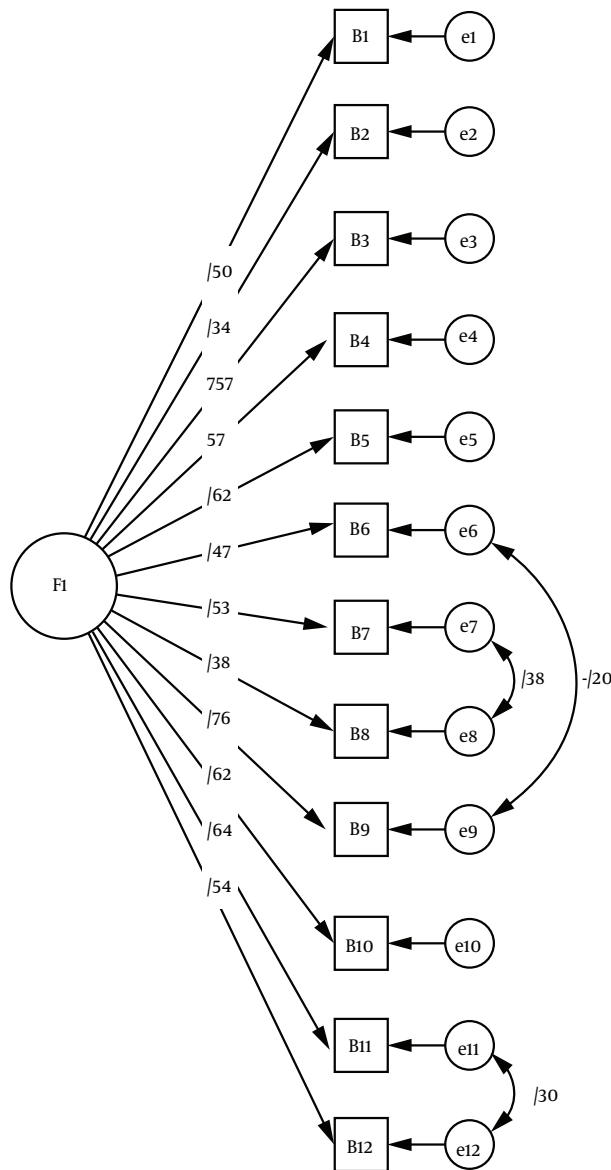 B1 e1
B2 e2
B3 e3
/50
/34
B4 e4
757
57
B5 e5
/62
B6 e6
/47
F1
/53
B7 e7
/38
/38 -/20
B8 e8
/76
/62
B9 e9
/64
/54
B10 e10
B11 e11
/30
B12 e12